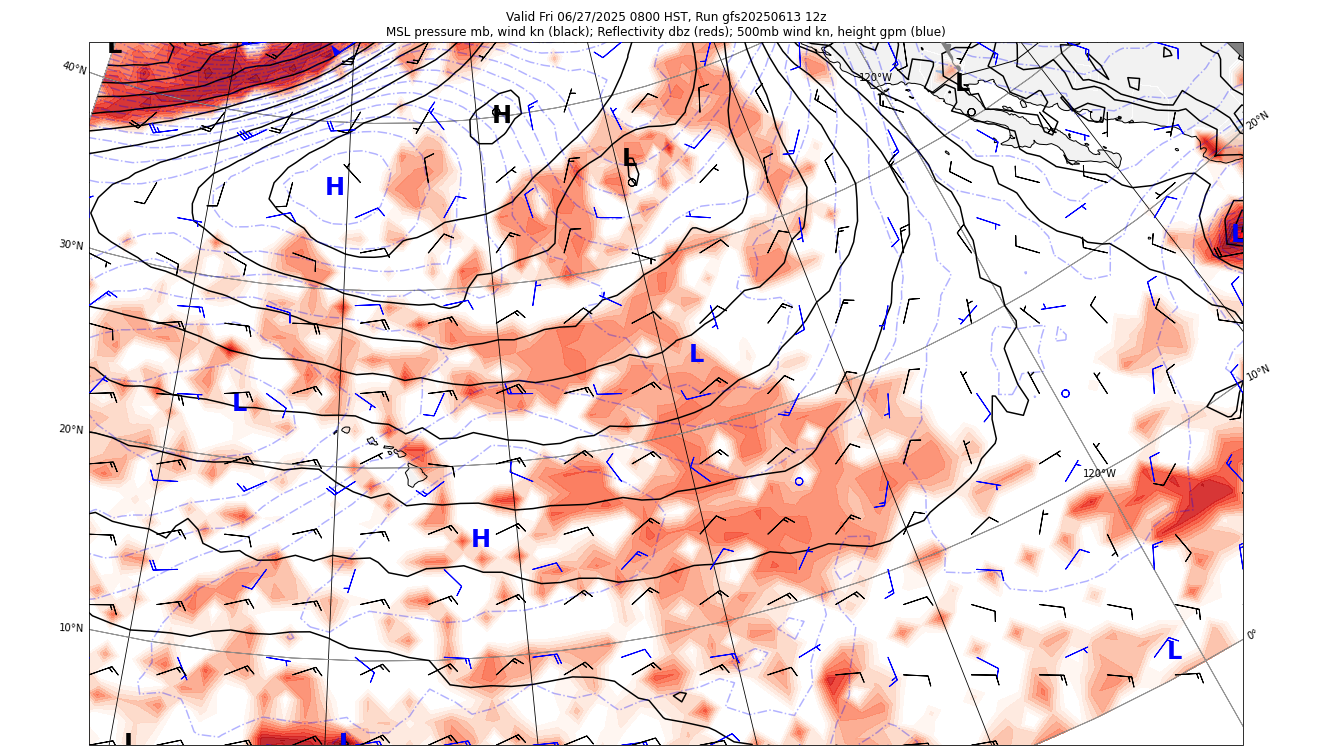 Valid Fri 06/27/2025 0800 HST, Run gfs20250613 12z
MSL pressure mb, wind kn (black); Reflectivity dbz (reds); 500mb wind kn, height gpm (blue)
L
40°N
120°W
L
H
20°N
L
H
30°N
L
L
10°N
L
20°N
120°W
H
10°N
0°
L
L
L